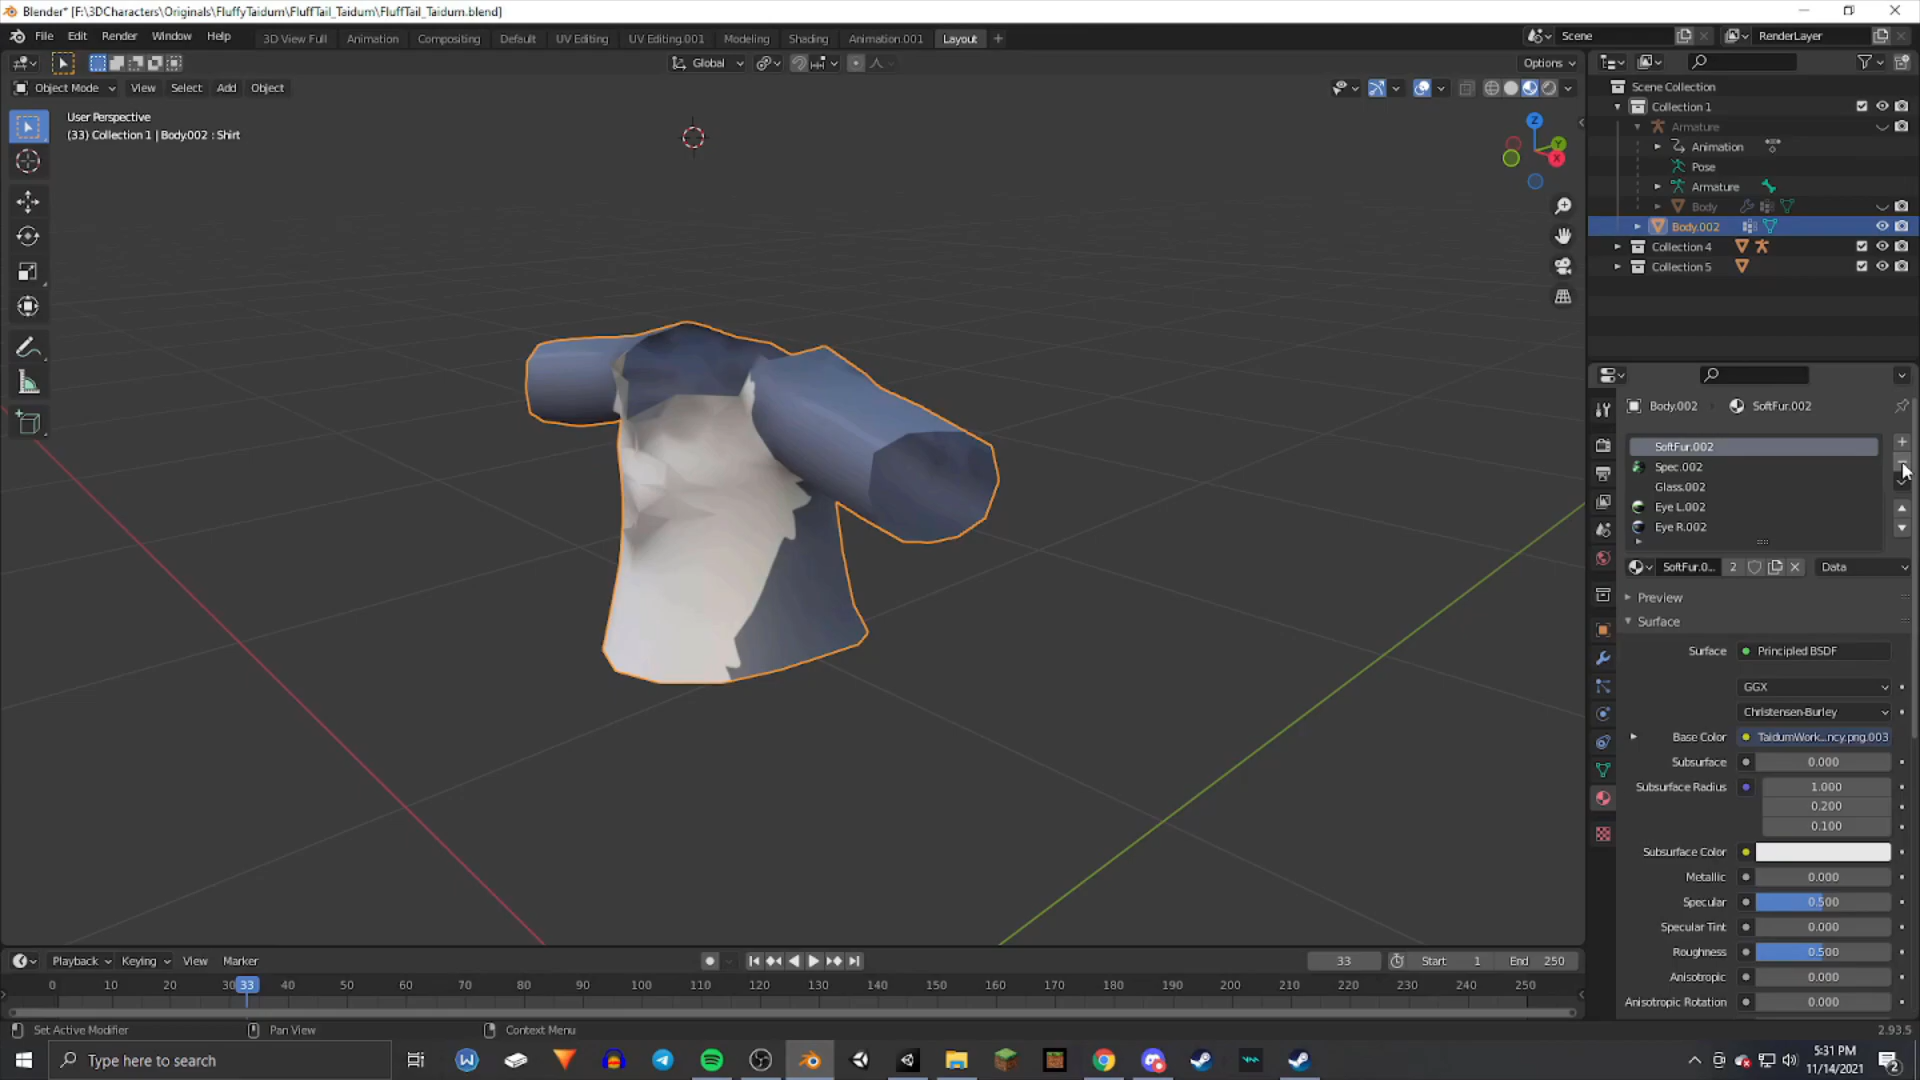 Blender* [F:\3DCharacters\Originals\FluffyTaidum\FluffTail_Taidum\FluffTail_Taidum.blend]
File Edit Render Window Help 3D View Full Animation Compositing Default UV Editing UV Editing.001 Modeling Shading Animation.001 Layout + Scene RenderLayer
Global Options
Object Mode View Select Add Object
User Perspective
(33) Collection 1 | Body.002 : Shirt
Z
Y
X
Scene Collection
Collection 1
Armature
Animation
Pose
Armature
Body
Body.002
Collection 4
Collection 5
Body.002 SoftFur.002
SoftFur.002
Spec.002
Glass.002
Eye L.002
Eye R.002
SoftFur.0... 2 Data
Preview
Surface
Surface Principled BSDF
GGX
Christensen-Burley
Base Color TaidumWork...ncy.png.003
Subsurface 0.000
Subsurface Radius 1.000
0.200
0.100
Subsurface Color
Metallic 0.000
Specular 0.500
Specular Tint 0.000
Roughness 0.500
Anisotropic 0.000
Anisotropic Rotation 0.000
Playback Keying View Marker 33 Start 1 End 250
0 10 20 30 33 40 50 60 70 80 90 100 110 120 130 140 150 160 170 180 190 200 210 220 230 240 250
Set Active Modifier Pan View Context Menu 2.93.5
Type here to search
5:31 PM
11/14/2021
2